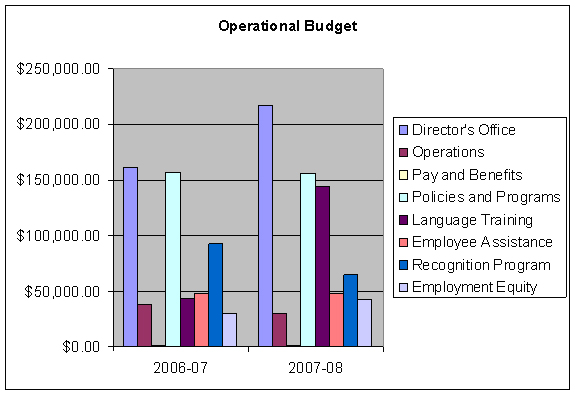 Operational Budget
$250,000.00
$200,000.00
$150,000.00
$100,000.00
$50,000.00
$0.00
2006-07
2007-08
Director's Office
Operations
Pay and Benefits
Policies and Programs
Language Training
Employee Assistance
Recognition Program
Employment Equity